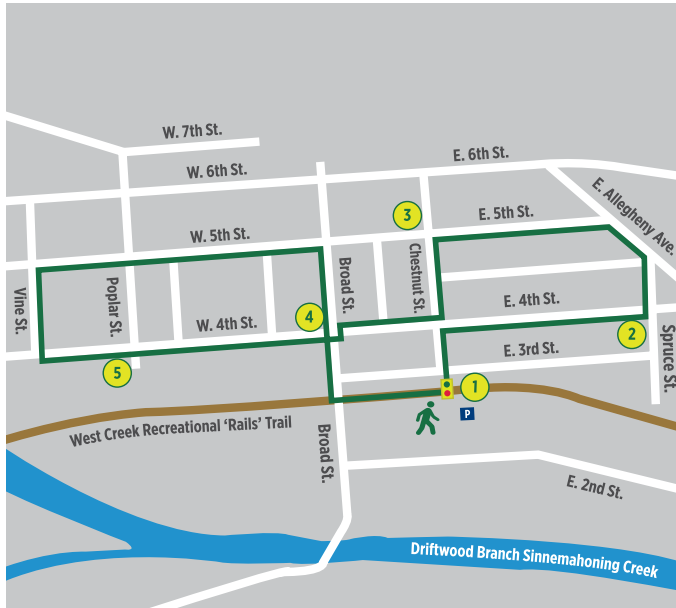 W. 7th St.
W. 6th St.
E. 6th St.
E. Allegheny Ave.
3
E. 5th St.
W. 5th St.
Chestnut St.
Broad St.
Poplar St.
Vine St.
E. 4th St.
4
W. 4th St.
2
Spruce St.
E. 3rd St.
5
1
P
West Creek Recreational ‘Rails’ Trail
Broad St.
E. 2nd St.
Driftwood Branch Sinnemahoning Creek